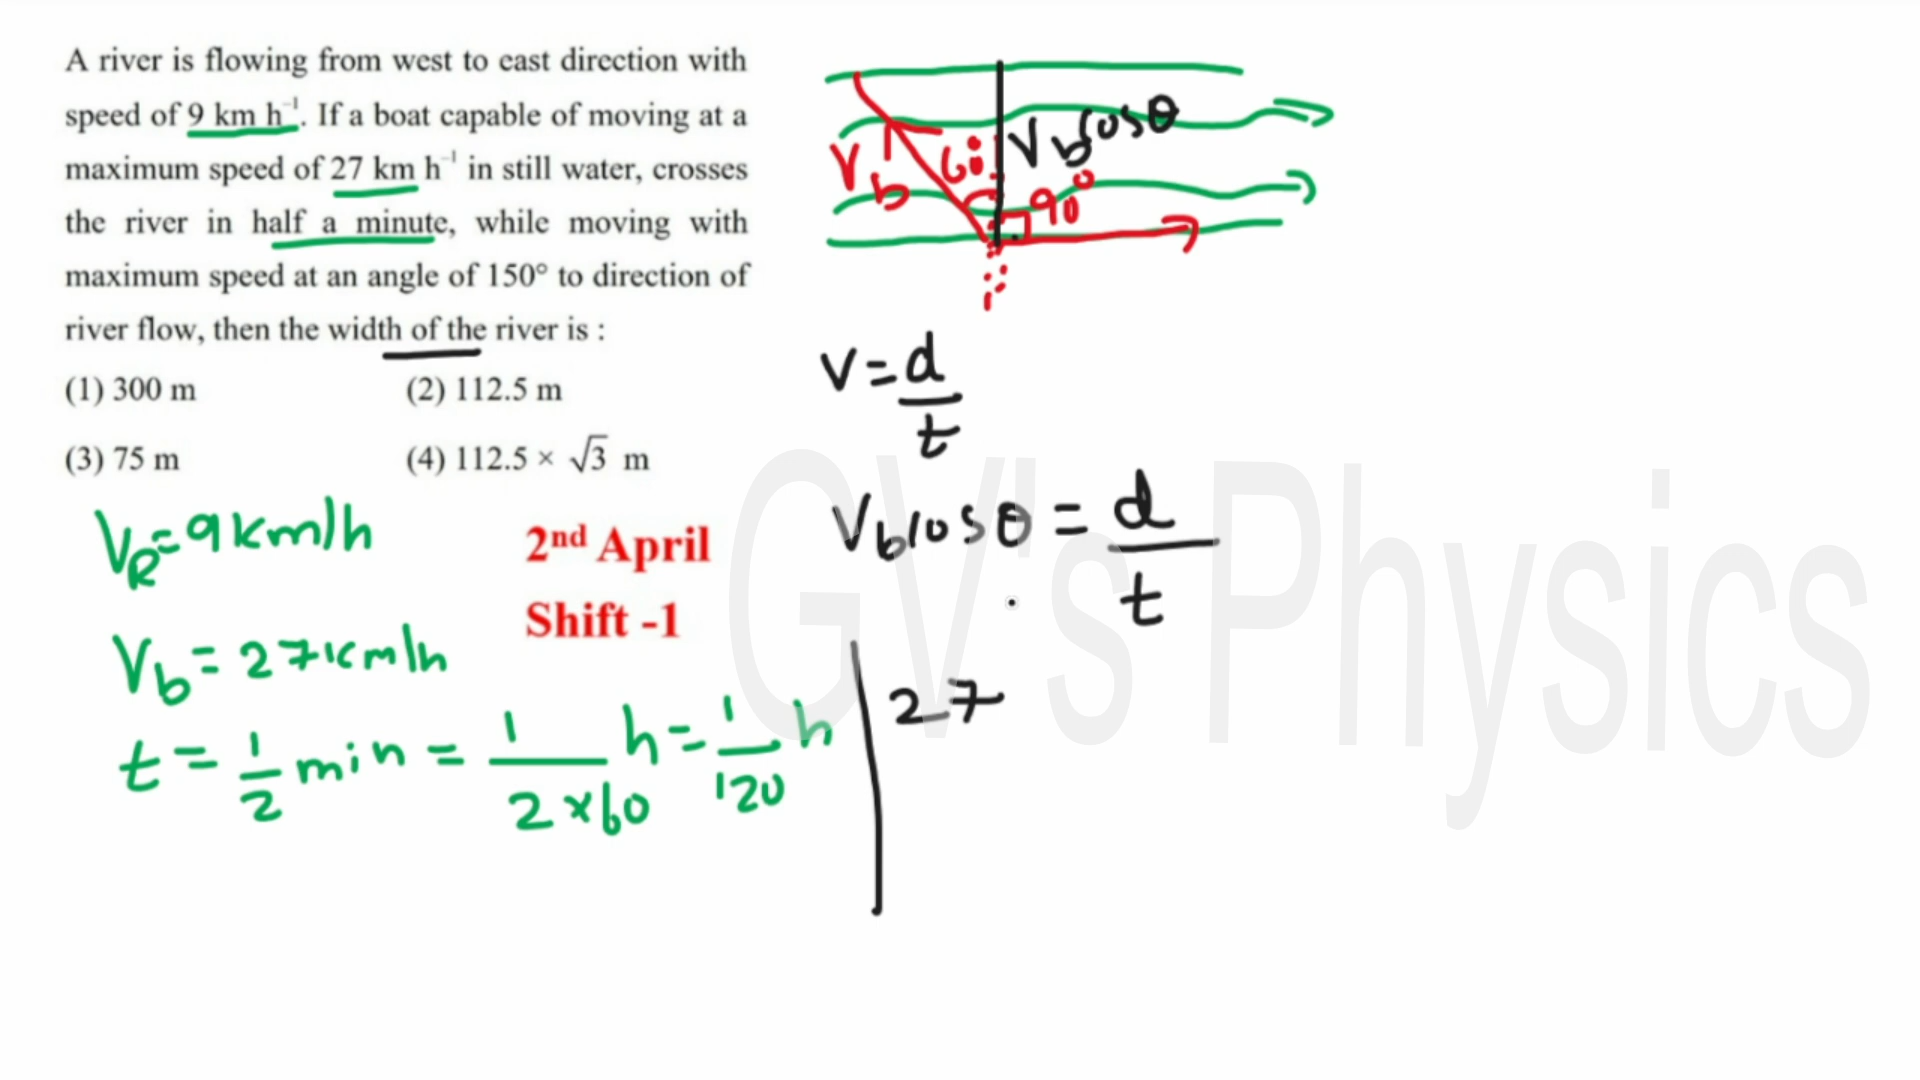 A river is flowing from west to east direction with
speed of 9 km h⁻¹. If a boat capable of moving at a
maximum speed of 27 km h⁻¹ in still water, crosses
the river in half a minute, while moving with
maximum speed at an angle of 150° to direction of
river flow, then the width of the river is :
(1) 300 m (2) 112.5 m
(3) 75 m (4) 112.5 × √3 m
V_R = 9 km/h
2nd April
Shift -1
V_b = 27 km/h
t = 1/2 min = 1/(2×60) h = 1/120 h
V_b
60°
V_b cosθ
90°
v = d/t
V_b cosθ = d/t
27
GV's Physics